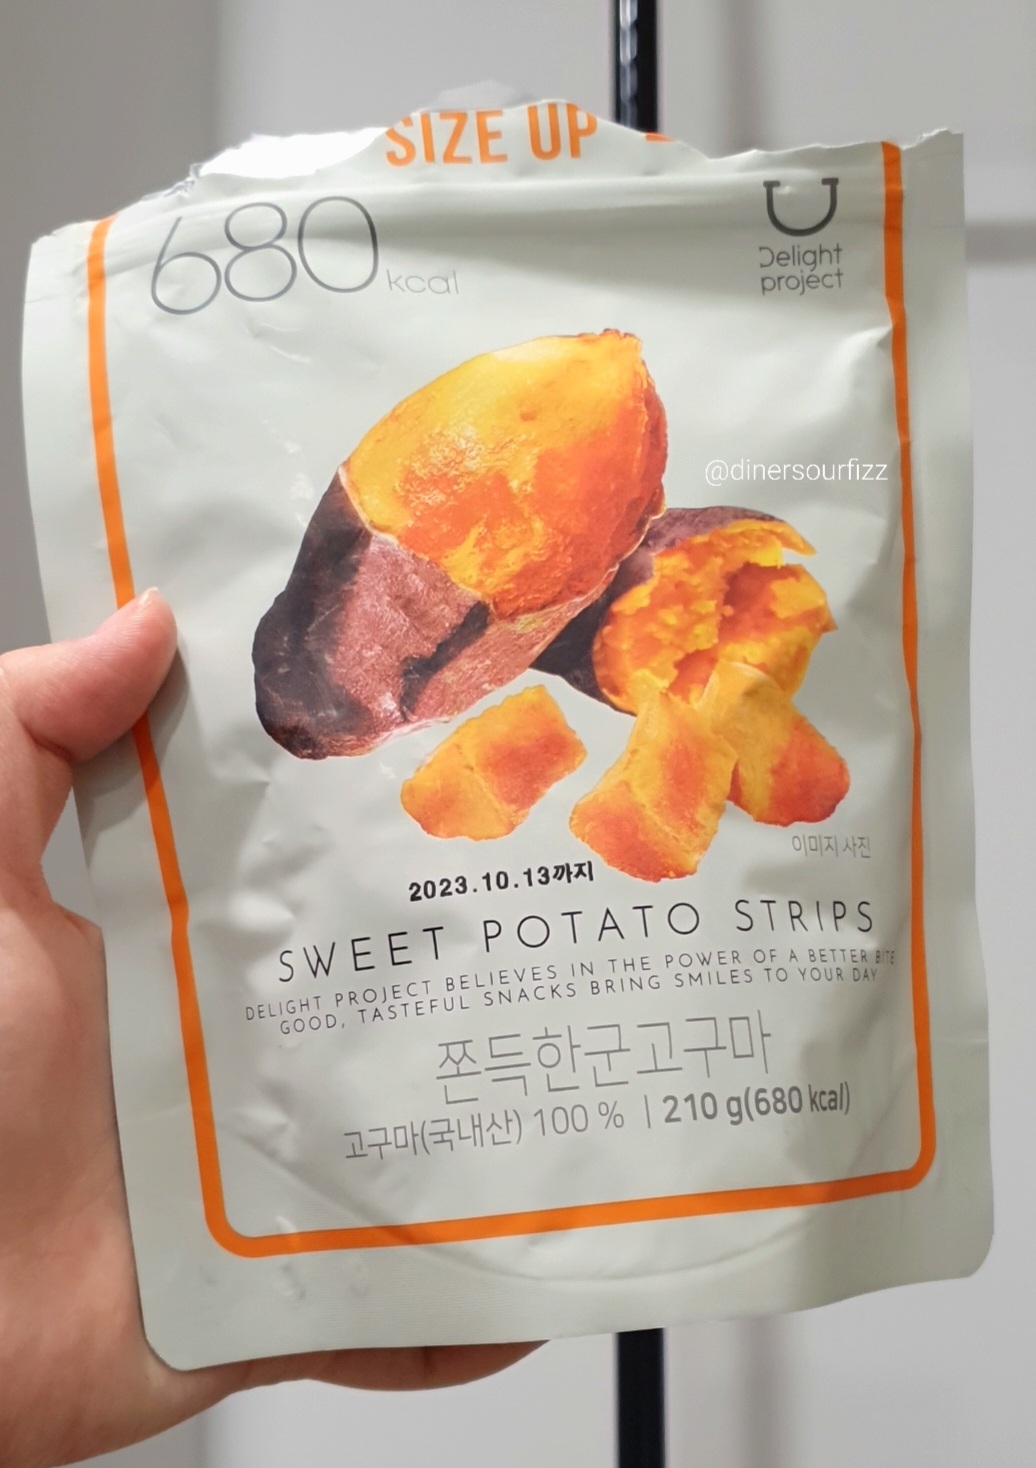 SIZE UP
680 kcal
Delight
project
@dinersourfizz
이미지 사진
2023.10.13까지
SWEET POTATO STRIPS
DELIGHT PROJECT BELIEVES IN THE POWER OF A BETTER BITE
GOOD, TASTEFUL SNACKS BRING SMILES TO YOUR DAY
쫀득한군고구마
고구마(국내산) 100 % | 210 g(680 kcal)